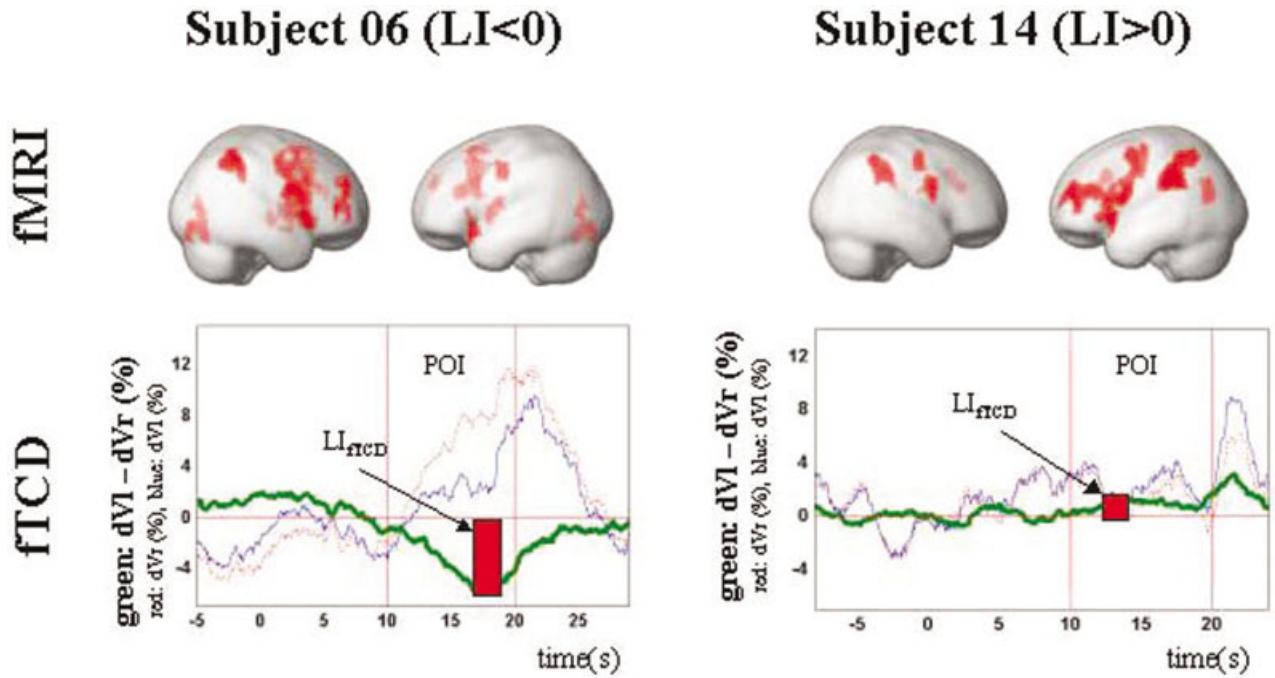 Subject 06 (LI<0)
Subject 14 (LI>0)
fMRI
fTCD
green: dVl – dVr (%)
red: dVr (%), blue: dVl (%)
12
8
4
0
-4
POI
LIfTCD
-5 0 5 10 15 20 25
time(s)
green: dVl – dVr (%)
red: dVr (%), blue: dVl (%)
12
8
4
0
-4
POI
LIfTCD
-5 0 5 10 15 20
time(s)